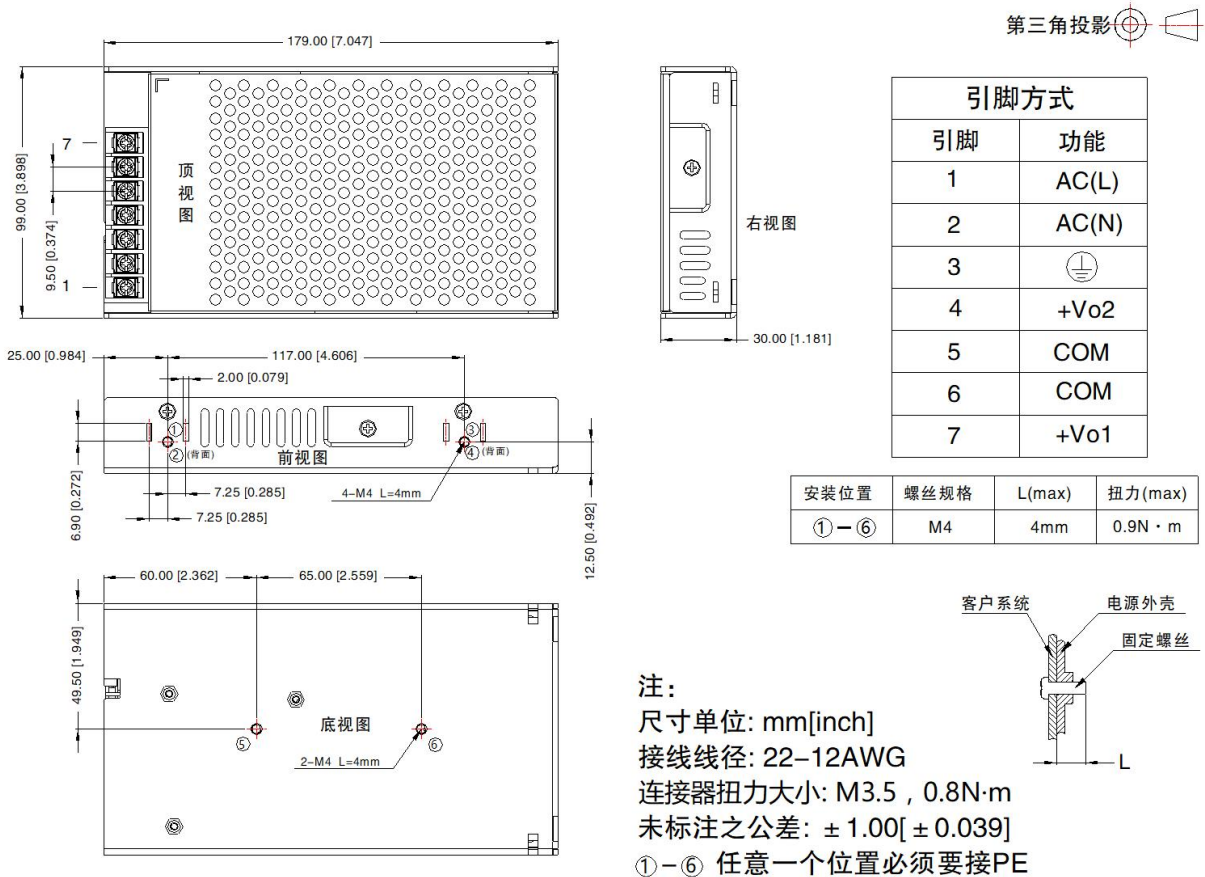 第三角投影
179.00 [7.047]
99.00 [3.898]
9.50 [0.374]
7
1
顶视图
右视图
30.00 [1.181]
引脚方式
引脚 功能
1 AC(L)
2 AC(N)
3
4 +Vo2
5 COM
6 COM
7 +Vo1
25.00 [0.984]
117.00 [4.606]
2.00 [0.079]
① ③
② (背面) 前视图 ④ (背面)
7.25 [0.285]
7.25 [0.285]
4-M4 L=4mm
6.90 [0.272]
12.50 [0.492]
安装位置 螺丝规格 L(max) 扭力(max)
①-⑥ M4 4mm 0.9N·m
60.00 [2.362]
65.00 [2.559]
49.50 [1.949]
底视图
⑤ ⑥
2-M4 L=4mm
客户系统 电源外壳
固定螺丝
L
注:
尺寸单位: mm[inch]
接线线径: 22-12AWG
连接器扭力大小: M3.5,0.8N·m
未标注之公差: ±1.00[±0.039]
①-⑥ 任意一个位置必须要接PE